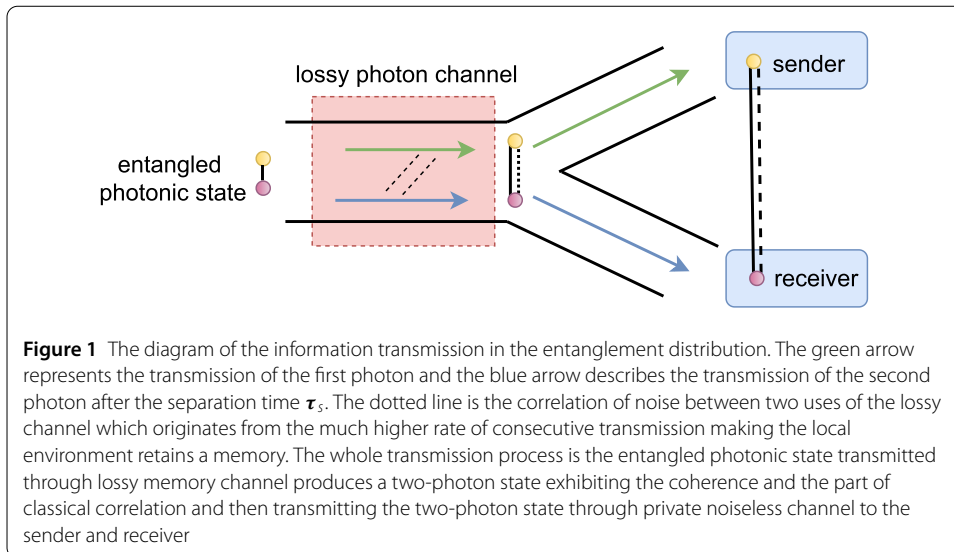 lossy photon channel
sender
entangled
photonic state
receiver
Figure 1 The diagram of the information transmission in the entanglement distribution. The green arrow
represents the transmission of the first photon and the blue arrow describes the transmission of the second
photon after the separation time τs. The dotted line is the correlation of noise between two uses of the lossy
channel which originates from the much higher rate of consecutive transmission making the local
environment retains a memory. The whole transmission process is the entangled photonic state transmitted
through lossy memory channel produces a two-photon state exhibiting the coherence and the part of
classical correlation and then transmitting the two-photon state through private noiseless channel to the
sender and receiver